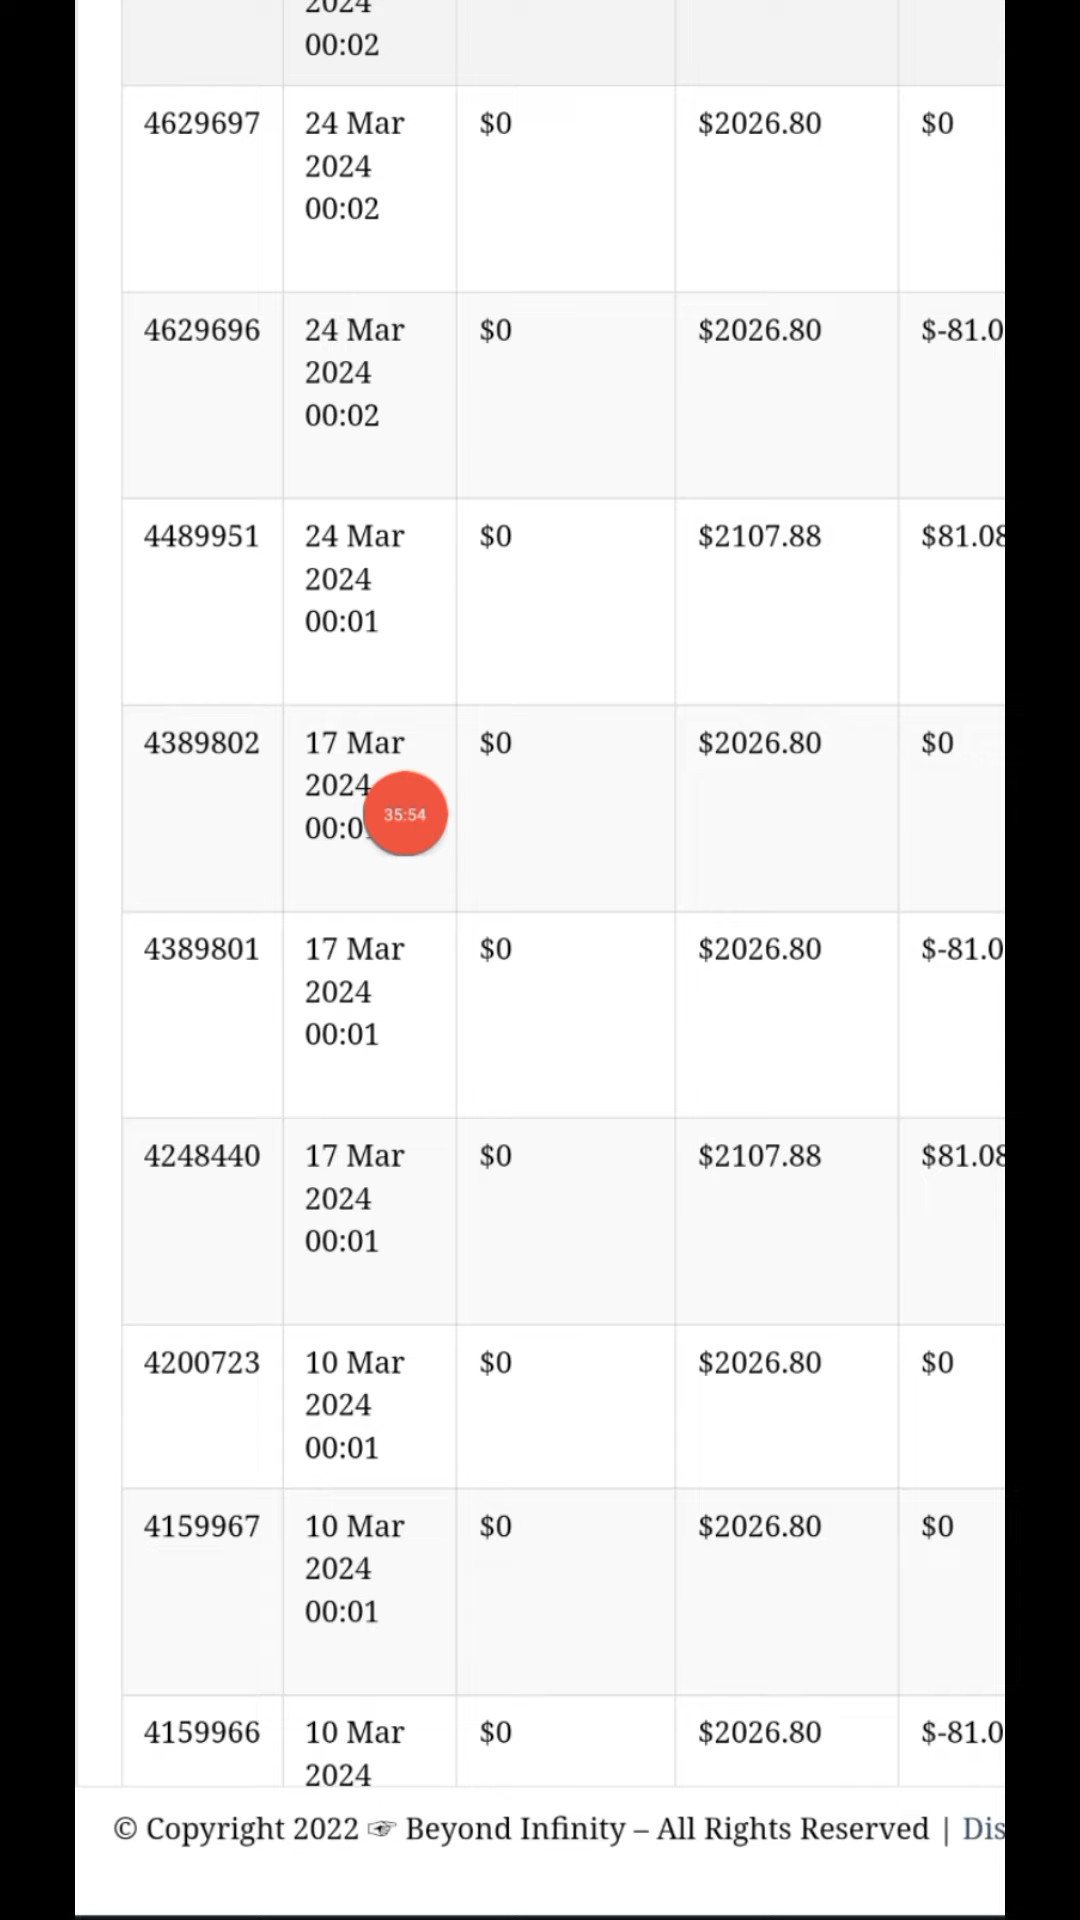 2024
00:02
4629697 24 Mar $0 $2026.80 $0
2024
00:02
4629696 24 Mar $0 $2026.80 $-81.0
2024
00:02
4489951 24 Mar $0 $2107.88 $81.08
2024
00:01
4389802 17 Mar $0 $2026.80 $0
2024
35:54
00:0
4389801 17 Mar $0 $2026.80 $-81.0
2024
00:01
4248440 17 Mar $0 $2107.88 $81.08
2024
00:01
4200723 10 Mar $0 $2026.80 $0
2024
00:01
4159967 10 Mar $0 $2026.80 $0
2024
00:01
4159966 10 Mar $0 $2026.80 $-81.0
2024
© Copyright 2022 ☞ Beyond Infinity – All Rights Reserved | Dis